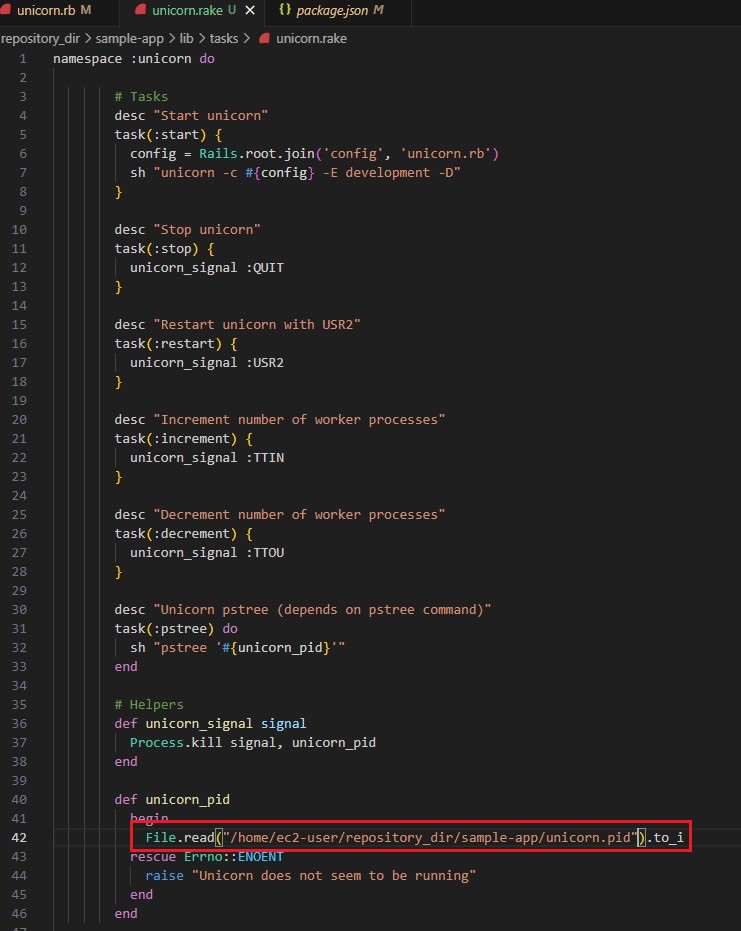 unicorn.rb M unicorn.rake U × {} package.json M
repository_dir > sample-app > lib > tasks > unicorn.rake
1 namespace :unicorn do
2
3 # Tasks
4 desc "Start unicorn"
5 task(:start) {
6 config = Rails.root.join('config', 'unicorn.rb')
7 sh "unicorn -c #{config} -E development -D"
8 }
9
10 desc "Stop unicorn"
11 task(:stop) {
12 unicorn_signal :QUIT
13 }
14
15 desc "Restart unicorn with USR2"
16 task(:restart) {
17 unicorn_signal :USR2
18 }
19
20 desc "Increment number of worker processes"
21 task(:increment) {
22 unicorn_signal :TTIN
23 }
24
25 desc "Decrement number of worker processes"
26 task(:decrement) {
27 unicorn_signal :TTOU
28 }
29
30 desc "Unicorn pstree (depends on pstree command)"
31 task(:pstree) do
32 sh "pstree '#{unicorn_pid}'"
33 end
34
35 # Helpers
36 def unicorn_signal signal
37 Process.kill signal, unicorn_pid
38 end
39
40 def unicorn_pid
41 begin
42 File.read("/home/ec2-user/repository_dir/sample-app/unicorn.pid").to_i
43 rescue Errno::ENOENT
44 raise "Unicorn does not seem to be running"
45 end
46 end
47